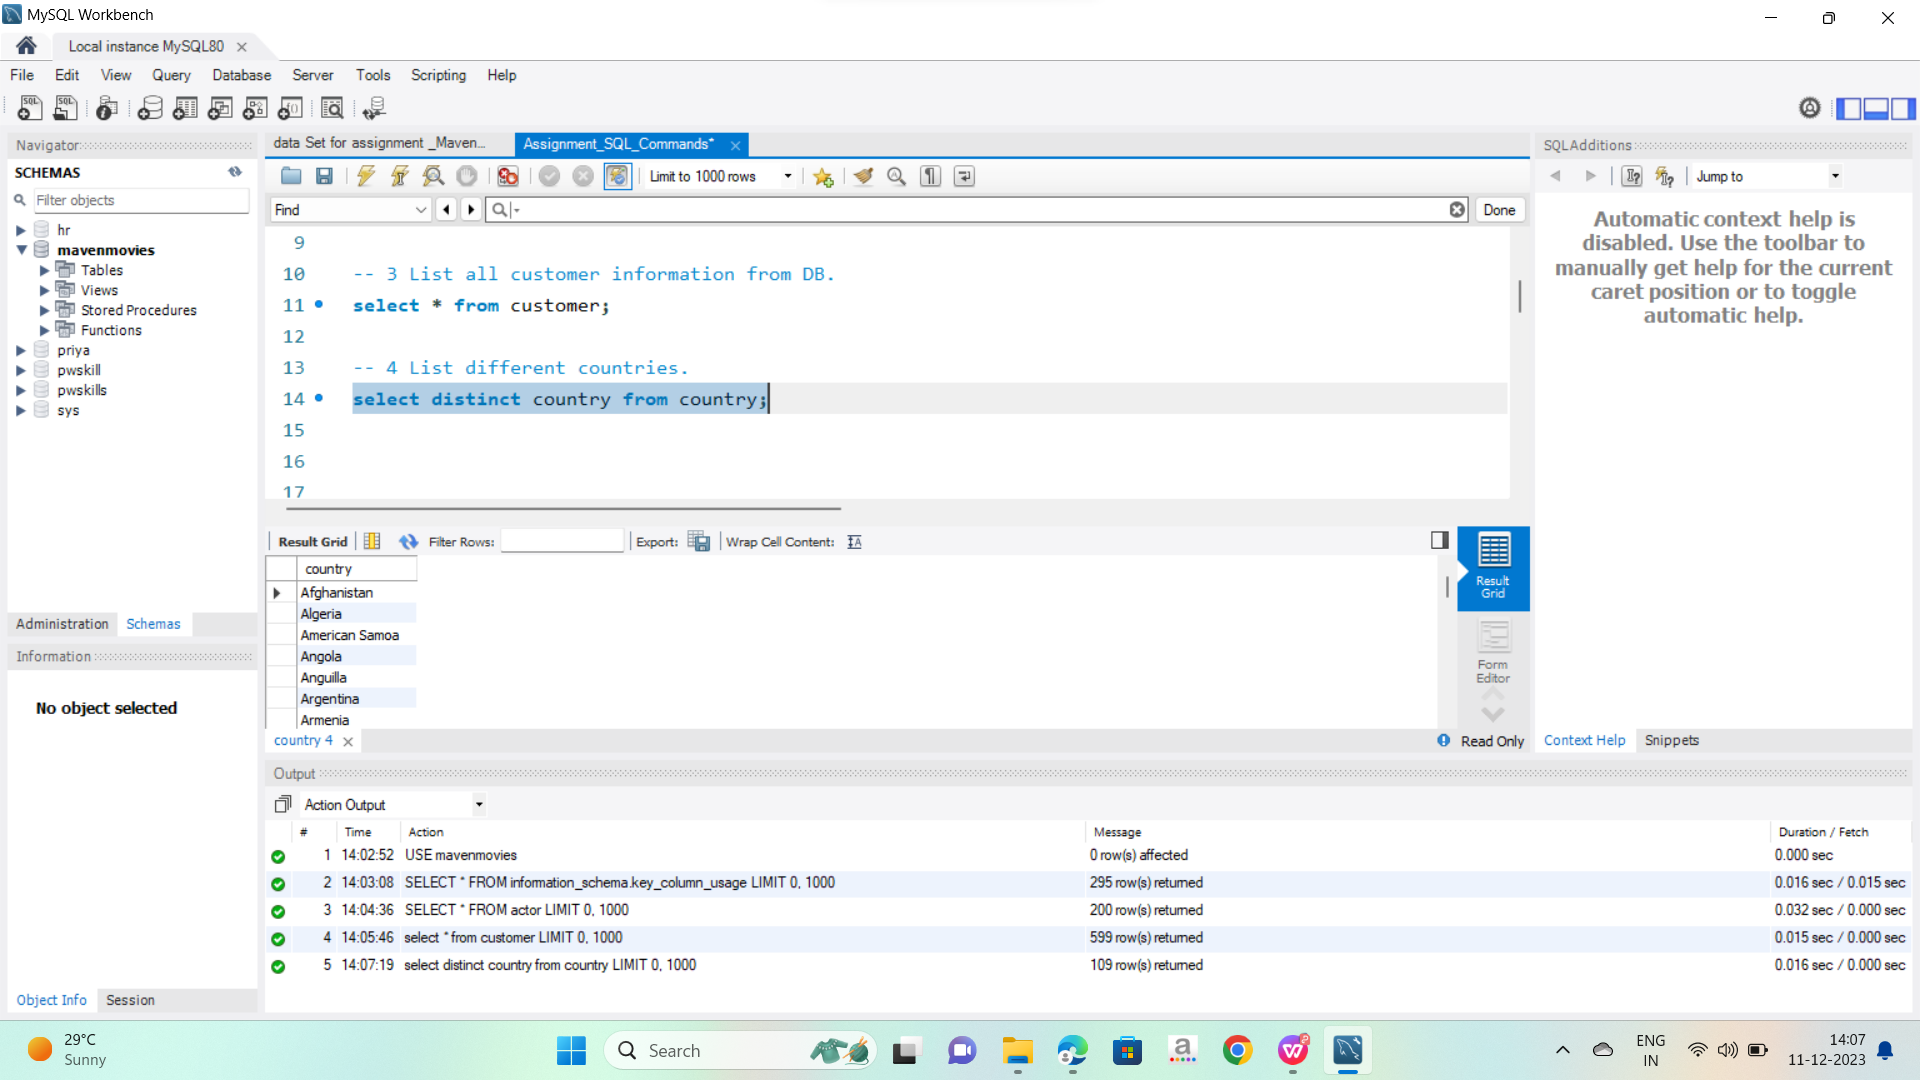 MySQL Workbench
Local instance MySQL80
File Edit View Query Database Server Tools Scripting Help
Navigator
SCHEMAS
Filter objects
hr
mavenmovies
Tables
Views
Stored Procedures
Functions
priya
pwskill
pwskills
sys
Administration Schemas
Information
No object selected
Object Info Session
data Set for assignment _Maven... Assignment_SQL_Commands*
Limit to 1000 rows
Find Done
9
10 -- 3 List all customer information from DB.
11 select * from customer;
12
13 -- 4 List different countries.
14 select distinct country from country;
15
16
17
Result Grid Filter Rows: Export: Wrap Cell Content:
country
Afghanistan
Algeria
American Samoa
Angola
Anguilla
Argentina
Armenia
Result
Grid
Form
Editor
country 4 Read Only
SQLAdditions
Jump to
Automatic context help is
disabled. Use the toolbar to
manually get help for the current
caret position or to toggle
automatic help.
Context Help Snippets
Output
Action Output
# Time Action Message Duration / Fetch
1 14:02:52 USE mavenmovies 0 row(s) affected 0.000 sec
2 14:03:08 SELECT * FROM information_schema.key_column_usage LIMIT 0, 1000 295 row(s) returned 0.016 sec / 0.015 sec
3 14:04:36 SELECT * FROM actor LIMIT 0, 1000 200 row(s) returned 0.032 sec / 0.000 sec
4 14:05:46 select * from customer LIMIT 0, 1000 599 row(s) returned 0.015 sec / 0.000 sec
5 14:07:19 select distinct country from country LIMIT 0, 1000 109 row(s) returned 0.016 sec / 0.000 sec
29°C
Sunny
Search
ENG
IN
14:07
11-12-2023